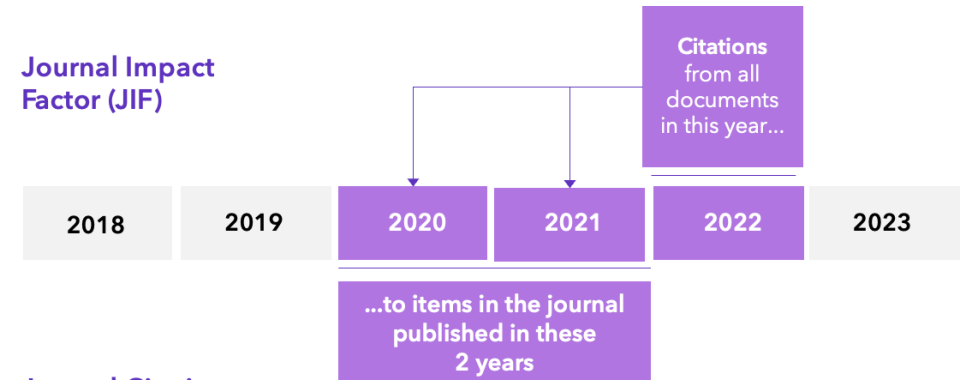 Journal Impact
Factor (JIF)
Citations
from all
documents
in this year...
2018 2019 2020 2021 2022 2023
...to items in the journal
published in these
2 years